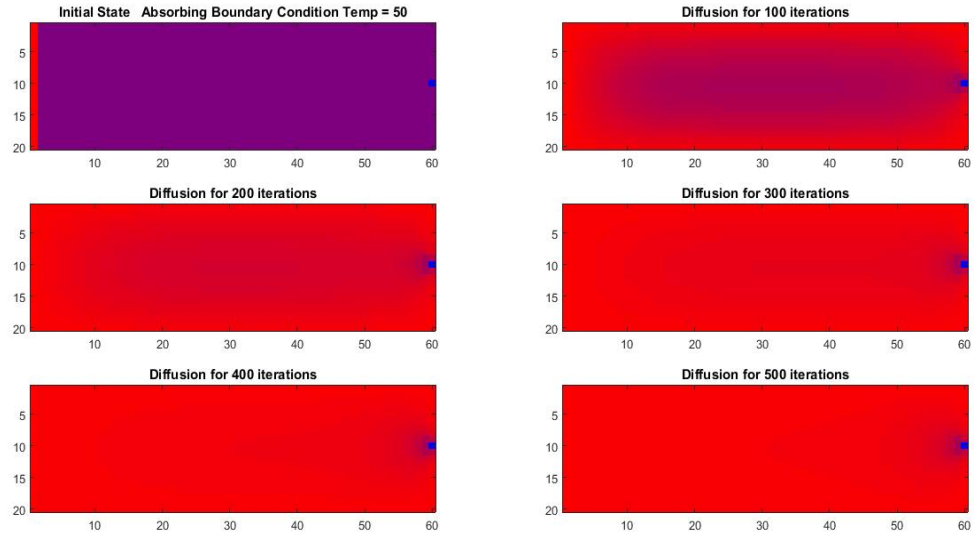 Initial State   Absorbing Boundary Condition Temp = 50
5
10
15
20
10 20 30 40 50 60
Diffusion for 100 iterations
5
10
15
20
10 20 30 40 50 60
Diffusion for 200 iterations
5
10
15
20
10 20 30 40 50 60
Diffusion for 300 iterations
5
10
15
20
10 20 30 40 50 60
Diffusion for 400 iterations
5
10
15
20
10 20 30 40 50 60
Diffusion for 500 iterations
5
10
15
20
10 20 30 40 50 60